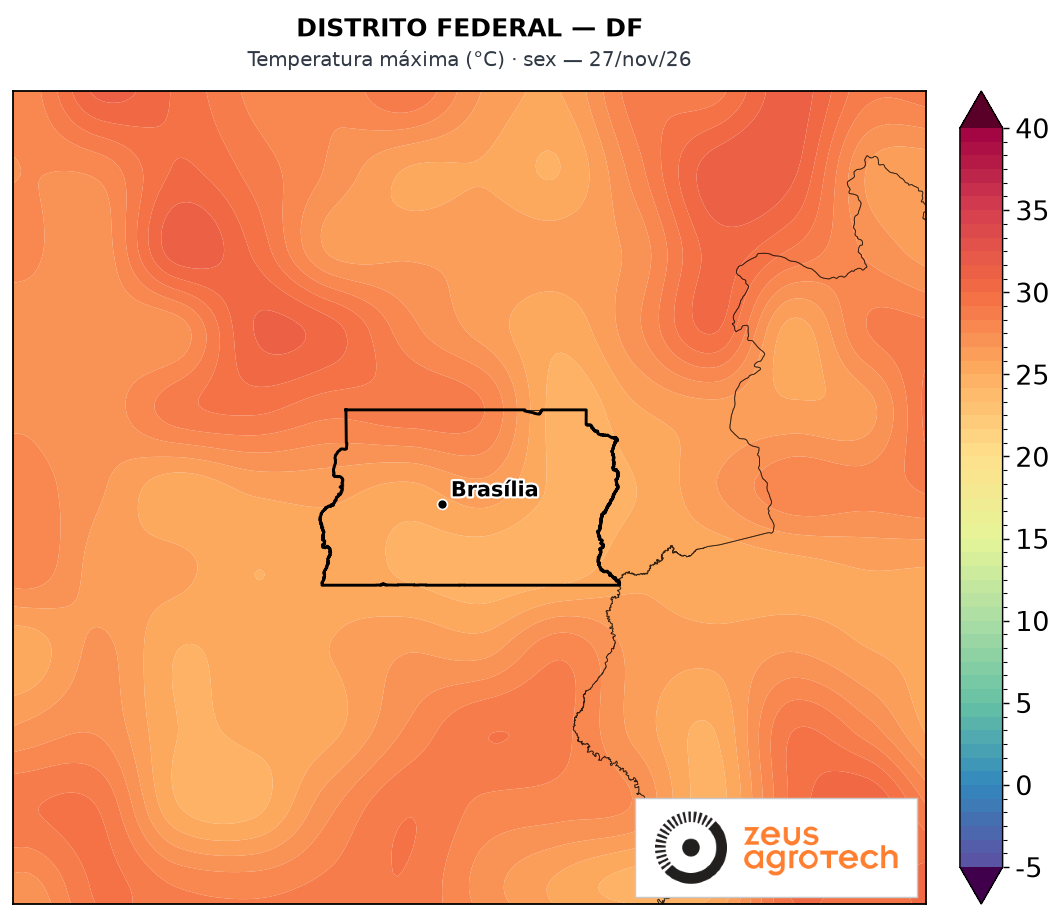 DISTRITO FEDERAL — DF
Temperatura máxima (°C) · sex — 27/nov/26
40
35
30
25
20
15
10
5
0
-5
Brasília
zeus
agrotech